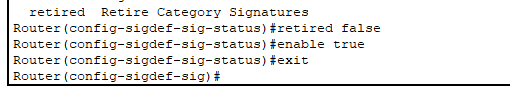 retired  Retire Category Signatures
Router(config-sigdef-sig-status)#retired false
Router(config-sigdef-sig-status)#enable true
Router(config-sigdef-sig-status)#exit
Router(config-sigdef-sig)#